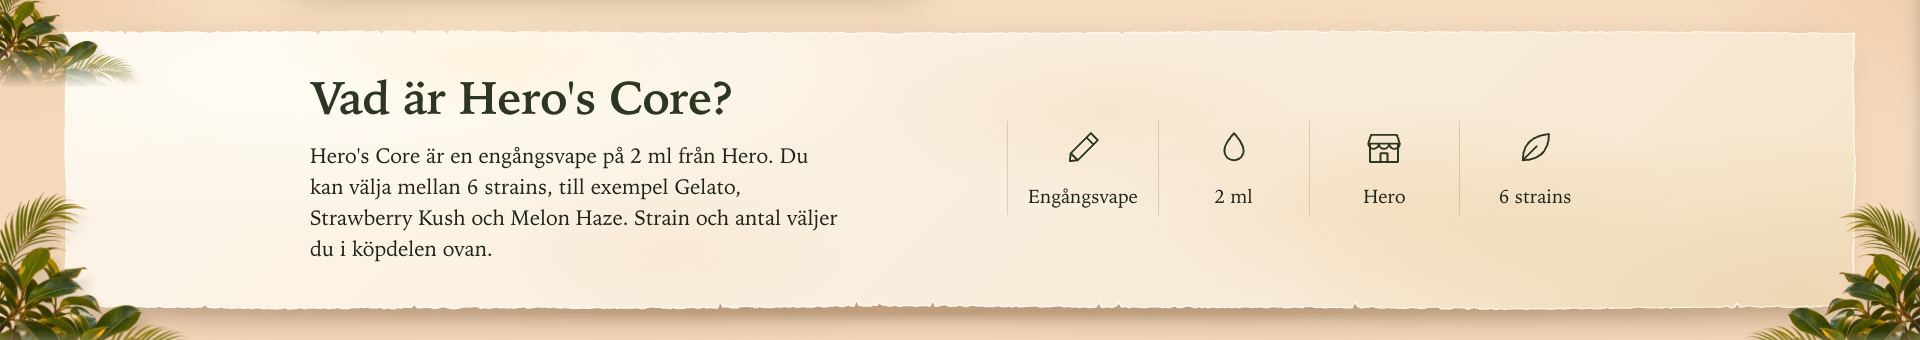 Vad är Hero's Core?
Hero's Core är en engångsvape på 2 ml från Hero. Du
kan välja mellan 6 strains, till exempel Gelato,
Strawberry Kush och Melon Haze. Strain och antal väljer
du i köpdelen ovan.
Engångsvape
2 ml
Hero
6 strains